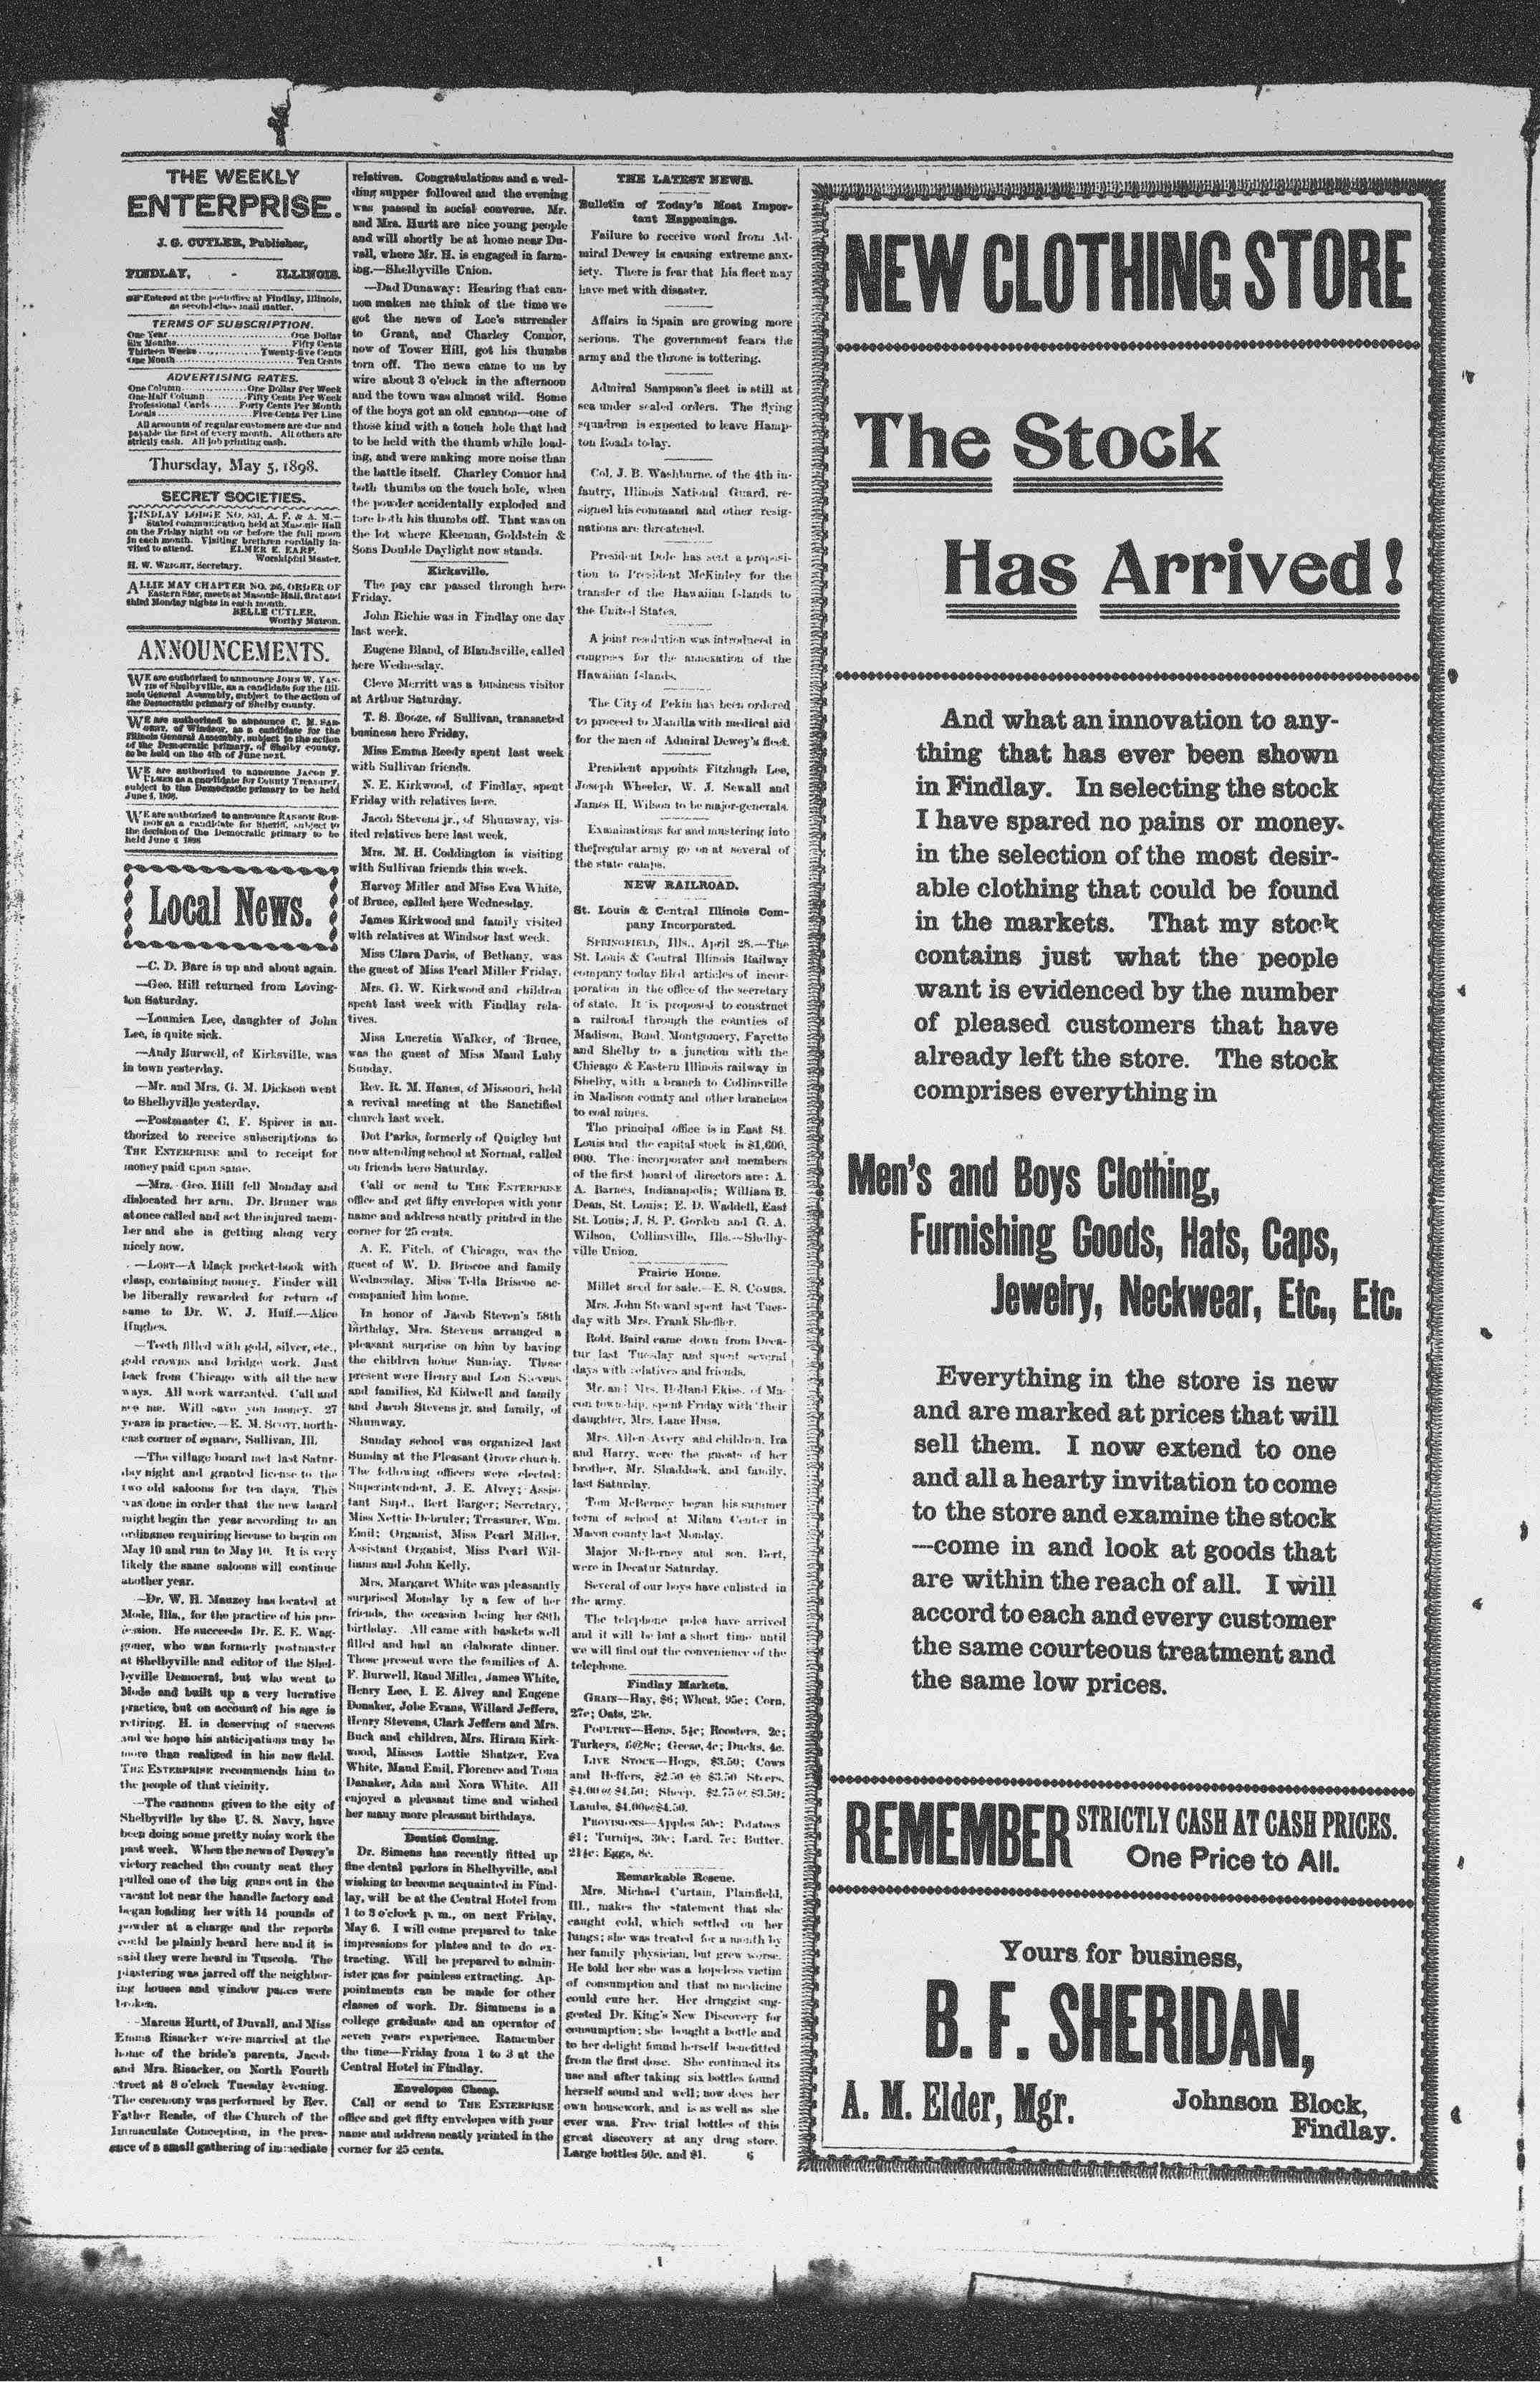 THE WEEKLY
ENTERPRISE.
J. G. CUTLER, Publisher,
FINDLAY, - ILLINOIS.
Entered at the postoffice at Findlay, Illinois,
as second-class mail matter.
TERMS OF SUBSCRIPTION.
One Year One Dollar
Six Months Fifty Cents
Thirteen Weeks Twenty-five Cents
One Month Ten Cents
ADVERTISING RATES.
One Column One Dollar Per Week
One-Half Column Fifty Cents Per Week
Professional Cards Forty Cents Per Month
Locals Five Cents Per Line
All accounts of regular customers are due and
payable the first of every month. All others are
strictly cash. All job printing cash.
Thursday, May 5, 1898.
SECRET SOCIETIES.
FINDLAY LODGE NO. 831, A. F. & A. M.—
Stated communication held at Masonic Hall
on the Friday night on or before the full moon
in each month. Visiting brethren cordially in-
vited to attend. ELMER E. EARP,
Worshipful Master.
H. W. WRIGHT, Secretary.
ALLIE MAY CHAPTER NO. 26, ORDER OF
Eastern Star, meets at Masonic Hall, first and
third Monday nights in each month.
BELLE CUTLER,
Worthy Matron.
ANNOUNCEMENTS.
WE are authorized to announce JOHN W. YAN-
TIS of Shelbyville, as a candidate for the Illi-
nois General Assembly, subject to the action of
the Democratic primary of Shelby county.
WE are authorized to announce C. M.
of Windsor, as a candidate for the
Illinois General Assembly, subject to the action
of the Democratic primary, of Shelby county,
to be held on the 4th of June next.
WE are authorized to announce JACOB F.
as a candidate for County Treasurer,
subject to the Democratic primary to be held
June 4, 1898.
WE are authorized to announce RANSOM ROB-
as a candidate for Sheriff, subject to
the decision of the Democratic primary to be
held June 4 1898
Local News.
—C. D. Bare is up and about again.
—Geo. Hill returned from Loving-
ton Saturday.
—Loumica Lee, daughter of John
Lee, is quite sick.
—Andy Burwell, of Kirksville, was
in town yesterday.
—Mr. and Mrs. G. M. Dickson went
to Shelbyville yesterday.
—Postmaster C. F. Spicer is au-
thorized to receive subscriptions to
THE ENTERPRISE and to receipt for
money paid upon same.
—Mrs. Geo. Hill fell Monday and
dislocated her arm. Dr. Bruner was
at once called and set the injured mem-
ber and she is getting along very
nicely now.
—LOST—A black pocket-book with
clasp, containing money. Finder will
be liberally rewarded for return of
same to Dr. W. J. Huff.—Alice
Hughes.
—Teeth filled with gold, silver, etc.,
gold crowns and bridge work. Just
back from Chicago with all the new
ways. All work warranted. Call and
see me. Will save you money. 27
years in practice.—E. M. SCOTT, north-
east corner of square, Sullivan, Ill.
—The village board met last Satur-
day night and granted license to the
two old saloons for ten days. This
was done in order that the new board
might begin the year according to an
ordinance requiring license to begin on
May 10 and run to May 10. It is very
likely the same saloons will continue
another year.
—Dr. W. H. Mauzey has located at
Mode, Ills., for the practice of his pro-
fession. He succeeds Dr. E. E. Wag-
goner, who was formerly postmaster
at Shelbyville and editor of the Shel-
byville Democrat, but who went to
Mode and built up a very lucrative
practice, but on account of his age is
retiring. H. is deserving of success
and we hope his anticipations may be
more than realized in his new field.
THE ENTERPRISE recommends him to
the people of that vicinity.
—The cannons given to the city of
Shelbyville by the U. S. Navy, have
been doing some pretty noisy work the
past week. When the news of Dewey's
victory reached the county seat they
pulled one of the big guns out in the
vacant lot near the handle factory and
began loading her with 14 pounds of
powder at a charge and the reports
could be plainly heard here and it is
said they were heard in Tuscola. The
plastering was jarred off the neighbor-
ing houses and window panes were
broken.
—Marcus Hurtt, of Duvall, and Miss
Emma Risacker were married at the
home of the bride's parents, Jacob
and Mrs. Risacker, on North Fourth
street at 8 o'clock Tuesday evening.
The ceremony was performed by Rev.
Father Reade, of the Church of the
Immaculate Conception, in the pres-
ence of a small gathering of immediate
relatives. Congratulations and a wed-
ding supper followed and the evening
was passed in social converse. Mr.
and Mrs. Hurtt are nice young people
and will shortly be at home near Du-
vall, where Mr. H. is engaged in farm-
ing.—Shelbyville Union.
—Dad Dunaway: Hearing that can-
non makes me think of the time we
got the news of Lee's surrender
to Grant, and Charley Connor,
now of Tower Hill, got his thumbs
torn off. The news came to us by
wire about 3 o'clock in the afternoon
and the town was almost wild. Some
of the boys got an old cannon—one of
those kind with a touch hole that had
to be held with the thumb while load-
ing, and were making more noise than
the battle itself. Charley Connor had
both thumbs on the touch hole, when
the powder accidentally exploded and
tore both his thumbs off. That was on
the lot where Kleeman, Goldstein &
Sons Double Daylight now stands.
Kirksville.
The pay car passed through here
Friday.
John Richie was in Findlay one day
last week.
Eugene Bland, of Blandsville, called
here Wednesday.
Cleve Merritt was a business visitor
at Arthur Saturday.
T. S. Booze, of Sullivan, transacted
business here Friday.
Miss Emma Reedy spent last week
with Sullivan friends.
N. E. Kirkwood, of Findlay, spent
Friday with relatives here.
Jacob Stevens jr., of Shumway, vis-
ited relatives here last week.
Mrs. M. H. Coddington is visiting
with Sullivan friends this week.
Harvey Miller and Miss Eva White,
of Bruce, called here Wednesday.
James Kirkwood and family visited
with relatives at Windsor last week.
Miss Clara Davis, of Bethany, was
the guest of Miss Pearl Miller Friday.
Mrs. G. W. Kirkwood and children
spent last week with Findlay rela-
tives.
Miss Lucretia Walker, of Bruce,
was the guest of Miss Maud Luby
Sunday.
Rev. R. M. Hanes, of Missouri, held
a revival meeting at the Sanctified
church last week.
Dot Parks, formerly of Quigley but
now attending school at Normal, called
on friends here Saturday.
Call or send to THE ENTERPRISE
office and get fifty envelopes with your
name and address neatly printed in the
corner for 25 cents.
A. E. Fitch, of Chicago, was the
guest of W. D. Briscoe and family
Wednesday. Miss Tella Briscoe ac-
companied him home.
In honor of Jacob Steven's 58th
birthday, Mrs. Stevens arranged a
pleasant surprise on him by having
the children home Sunday. Those
present were Henry and Lon Stevens
and families, Ed Kidwell and family
and Jacob Stevens jr. and family, of
Shumway.
Sunday school was organized last
Sunday at the Pleasant Grove church.
The following officers were elected:
Superintendent, J. E. Alvey; Assis-
tant Supt., Bert Barger; Secretary,
Miss Nettie Debruler; Treasurer, Wm.
Emil; Organist, Miss Pearl Miller,
Assistant Organist, Miss Pearl Wil-
liams and John Kelly.
Mrs. Margaret White was pleasantly
surprised Monday by a few of her
friends, the occasion being her 68th
birthday. All came with baskets well
filled and had an elaborate dinner.
Those present were the families of A.
F. Burwell, Raud Miller, James White,
Henry Lee, I. E. Alvey and Eugene
Donaker, Jobe Evans, Willard Jeffers,
Henry Stevens, Clark Jeffers and Mrs.
Buck and children, Mrs. Hiram Kirk-
wood, Misses Lottie Shatzer, Eva
White, Maud Emil, Florence and Tona
Danaker, Ada and Nora White. All
enjoyed a pleasant time and wished
her many more pleasant birthdays.
Dentist Coming.
Dr. Simens has recently fitted up
fine dental parlors in Shelbyville, and
wishing to become acquainted in Find-
lay, will be at the Central Hotel from
1 to 3 o'clock p. m., on next Friday,
May 6. I will come prepared to take
impressions for plates and to do ex-
tracting. Will be prepared to admin-
ister gas for painless extracting. Ap-
pointments can be made for other
classes of work. Dr. Simmens is a
college graduate and an operator of
seven years experience. Ramember
the time—Friday from 1 to 3 at the
Central Hotel in Findlay.
Envelopes Cheap.
Call or send to THE ENTERPRISE
office and get fifty envelopes with your
name and address neatly printed in the
corner for 25 cents.
THE LATEST NEWS.
Bulletin of Today's Most Impor-
tant Happenings.
Failure to receive word from Ad-
miral Dewey is causing extreme anx-
iety. There is fear that his fleet may
have met with disaster.
Affairs in Spain are growing more
serious. The government fears the
army and the throne is tottering.
Admiral Sampson's fleet is still at
sea under sealed orders. The flying
squadron is expected to leave Hamp-
ton Roads today.
Col. J. B. Washburne, of the 4th in-
fantry, Illinois National Guard, re-
signed his command and other resig-
nations are threatened.
President Dole has sent a proposi-
tion to President McKinley for the
transfer of the Hawaiian Islands to
the United States.
A joint resolution was introduced in
congress for the annexation of the
Hawaiian Islands.
The City of Pekin has been ordered
to proceed to Manilla with medical aid
for the men of Admiral Dewey's fleet.
President appoints Fitzhugh Lee,
Joseph Wheeler, W. J. Sewall and
James H. Wilson to be major-generals.
Examinations for and mustering into
the regular army go on at several of
the state camps.
NEW RAILROAD.
St. Louis & Central Illinois Com-
pany Incorporated.
SPRINGFIELD, Ills., April 28.—The
St. Louis & Central Illinois Railway
company today filed articles of incor-
poration in the office of the secretary
of state. It is proposed to construct
a railroad through the counties of
Madison, Bond, Montgomery, Fayette
and Shelby to a junction with the
Chicago & Eastern Illinois railway in
Shelby, with a branch to Collinsville
in Madison county and other branches
to coal mines.
The principal office is in East St.
Louis and the capital stock is $1,600,
000. The incorporator and members
of the first board of directors are: A.
A. Barnes, Indianapolis; William B.
Dean, St. Louis; E. D. Waddell, East
St. Louis; J. S. P. Gorden and G. A.
Wilson, Collinsville, Ills.—Shelby-
ville Union.
Prairie Home.
Millet seed for sale.—E. S. COMBS.
Mrs. John Steward spent last Tues-
day with Mrs. Frank Sheffler.
Robt. Baird came down from Deca-
tur last Tuesday and spent several
days with relatives and friends.
Mr. and Mrs. Holland Ekiss, of Ma-
con township, spent Friday with their
daughter, Mrs. Lane Huss.
Mrs. Allen Avery and children, Ira
and Harry, were the guests of her
brother, Mr. Shaddock, and family,
last Saturday.
Tom McBerney began his summer
term of school at Milam Center in
Macon county last Monday.
Major McBerney and son, Bert,
were in Decatur Saturday.
Several of our boys have enlisted in
the army.
The telephone poles have arrived
and it will be but a short time until
we will find out the convenience of the
telephone.
Findlay Markets.
GRAIN—Hay, $6; Wheat, 95c; Corn,
27c; Oats,
POULTRY—Hens, 5½c; Roosters, 2c;
Turkeys, 6@8c; Geese, 4c; Ducks, 4c.
LIVE STOCK—Hogs, $3.50; Cows
and Heffers, $2.50 @ $3.50 Steers,
$4.00@$4.50; Sheep, $2.75@$3.50;
Lambs, $4.00@$4.50.
PROVISIONS—Apples 50c; Potatoes
$1; Turnips, 30c; Lard, 7c; Butter,
Eggs, 8c.
Remarkable Rescue.
Mrs. Michael Curtain, Plainfield,
Ill., makes the statement that she
caught cold, which settled on her
lungs; she was treated for a month by
her family physician, but grew worse.
He told her she was a hopeless victim
of consumption and that no medicine
could cure her. Her druggist sug-
gested Dr. King's New Discovery for
consumption; she bought a bottle and
to her delight found herself benefitted
from the first dose. She continued its
use and after taking six bottles found
herself sound and well; now does her
own housework, and is as well as she
ever was. Free trial bottles of this
great discovery at any drug store.
Large bottles 50c. and $1. 6
NEW CLOTHING STORE
The Stock
Has Arrived!
And what an innovation to any-
thing that has ever been shown
in Findlay. In selecting the stock
I have spared no pains or money.
in the selection of the most desir-
able clothing that could be found
in the markets. That my stock
contains just what the people
want is evidenced by the number
of pleased customers that have
already left the store. The stock
comprises everything in
Men's and Boys Clothing,
Furnishing Goods, Hats, Caps,
Jewelry, Neckwear, Etc., Etc.
Everything in the store is new
and are marked at prices that will
sell them. I now extend to one
and all a hearty invitation to come
to the store and examine the stock
—come in and look at goods that
are within the reach of all. I will
accord to each and every customer
the same courteous treatment and
the same low prices.
REMEMBER STRICTLY CASH AT CASH PRICES.
One Price to All.
Yours for business,
B. F. SHERIDAN,
A. M. Elder, Mgr. Johnson Block,
Findlay.